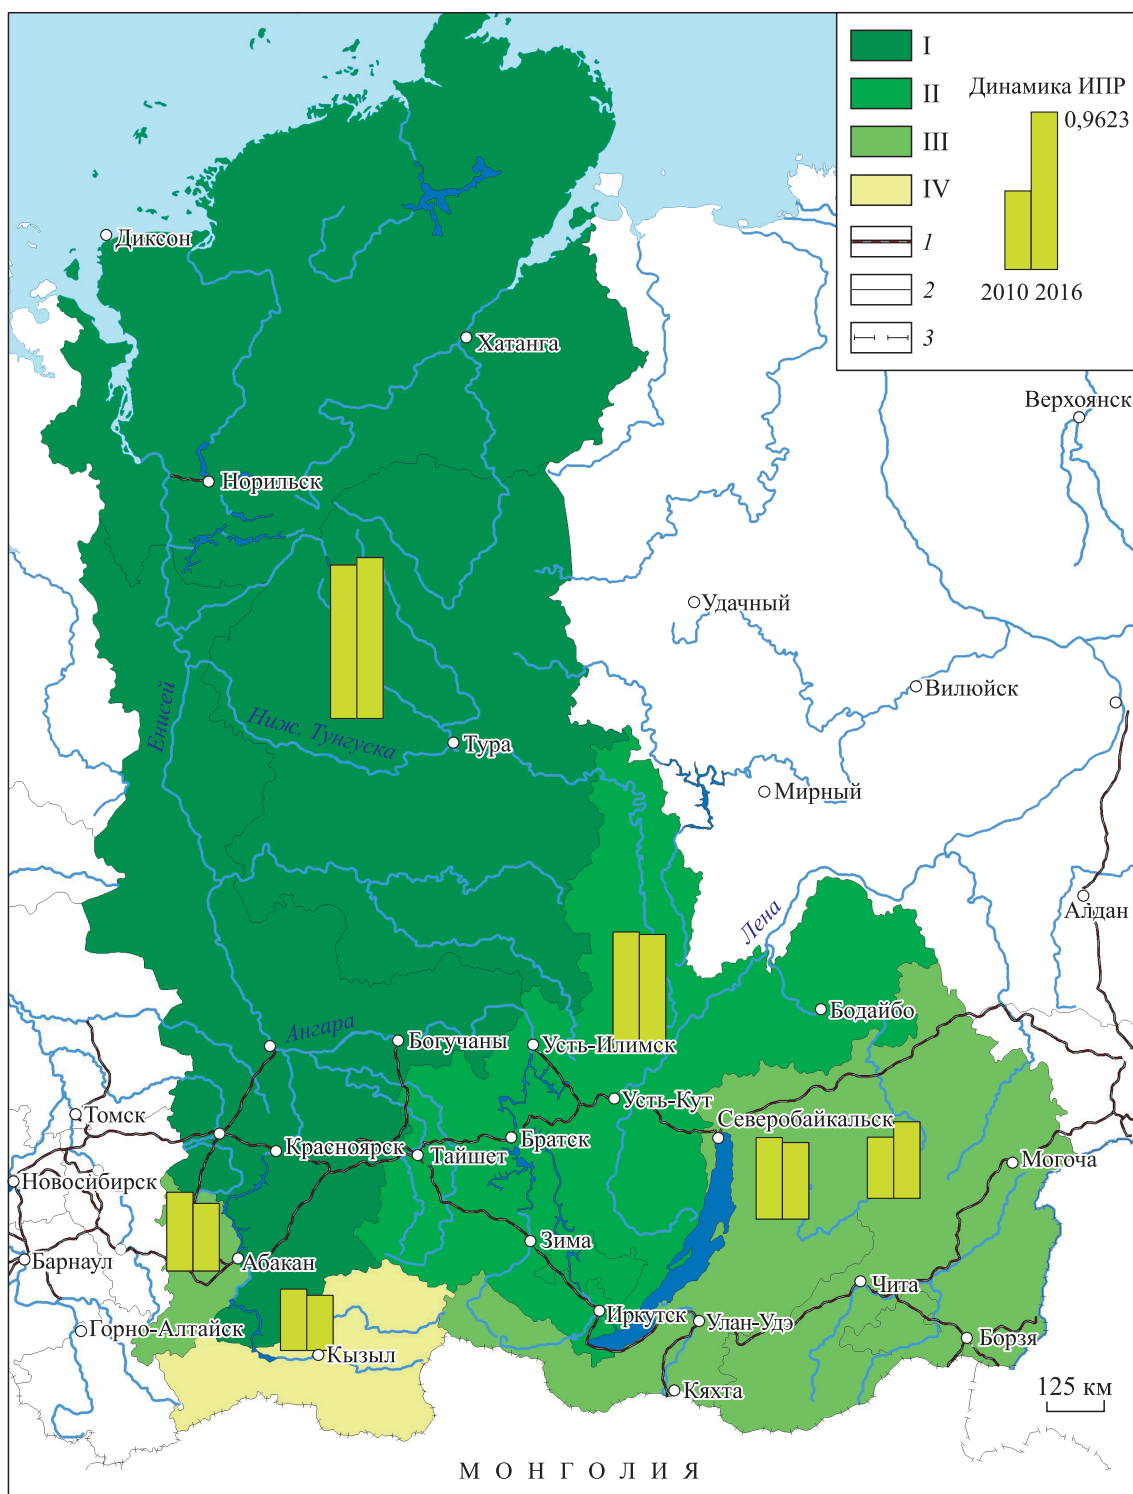 I
II
III
IV
1
2
3
Динамика ИПР
0,9623
2010 2016
Диксон
Хатанга
Верхоянск
Норильск
Удачный
Вилюйск
Енисей
Ниж. Тунгуска
Тура
Мирный
Лена
Алдан
Бодайбо
Ангара
Богучаны
Усть-Илимск
Томск
Усть-Кут
Северобайкальск
Красноярск
Братск
Тайшет
Могоча
Новосибирск
Зима
Барнаул
Абакан
Чита
Иркутск
Улан-Удэ
Горно-Алтайск
Борзя
Кызыл
Кяхта
125 км
МОНГОЛИЯ